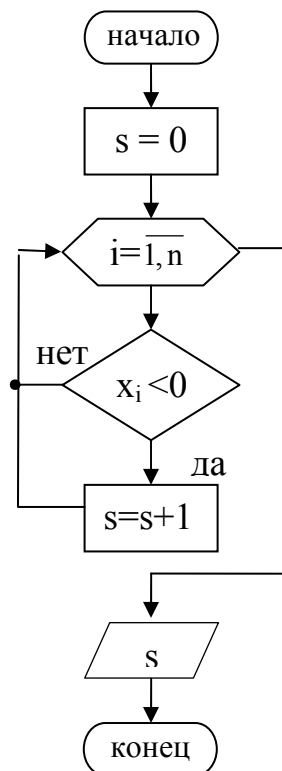 начало
s = 0
i=1, n
нет
xᵢ <0
да
s=s+1
s
конец